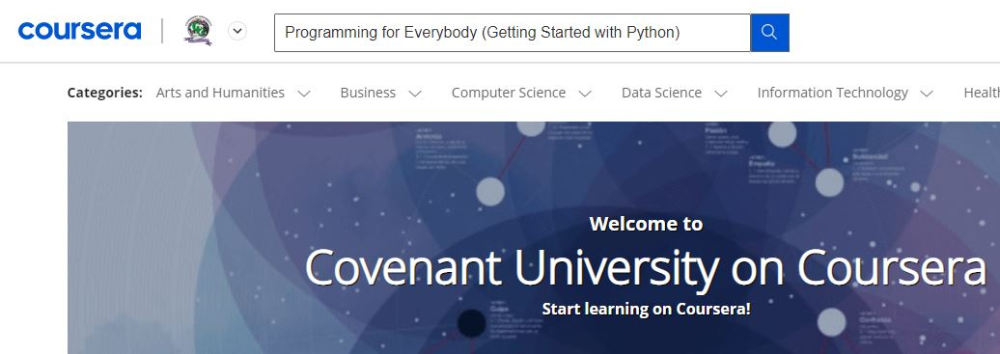 coursera
Programming for Everybody (Getting Started with Python)
Categories: Arts and Humanities Business Computer Science Data Science Information Technology Health
Welcome to
Covenant University on Coursera
Start learning on Coursera!